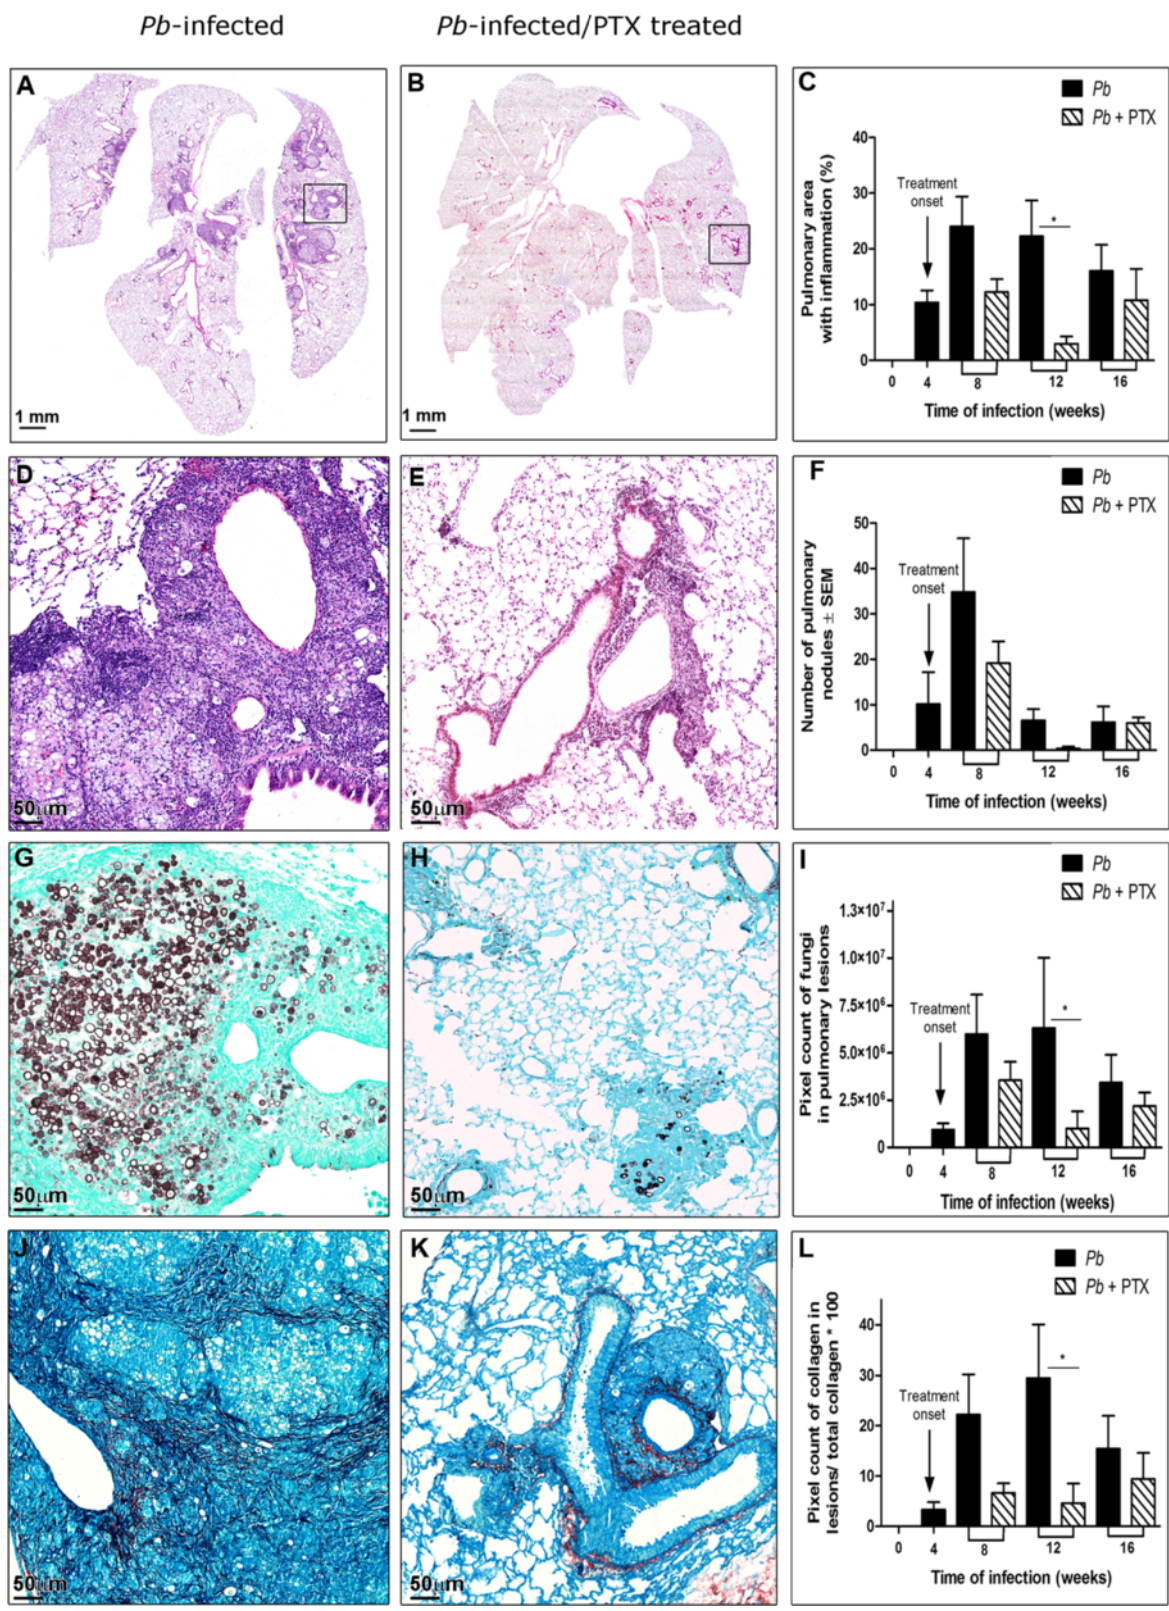 Pb-infected
Pb-infected/PTX treated
A
1 mm
B
1 mm
C
Pb
Pb + PTX
Pulmonary area
with inflammation (%)
40
30
20
10
0
Treatment
onset
*
0 4 8 12 16
Time of infection (weeks)
D
50µm
E
50µm
F
Pb
Pb + PTX
Number of pulmonary
nodules ± SEM
50
40
30
20
10
0
Treatment
onset
0 4 8 12 16
Time of infection (weeks)
G
50µm
H
50µm
I
Pb
Pb + PTX
Pixel count of fungi
in pulmonary lesions
1.3×10⁷
1.0×10⁷
7.5×10⁶
5.0×10⁶
2.5×10⁶
0
Treatment
onset
*
0 4 8 12 16
Time of infection (weeks)
J
50µm
K
50µm
L
Pb
Pb + PTX
Pixel count of collagen in
lesions/ total collagen * 100
40
30
20
10
0
Treatment
onset
*
0 4 8 12 16
Time of infection (weeks)